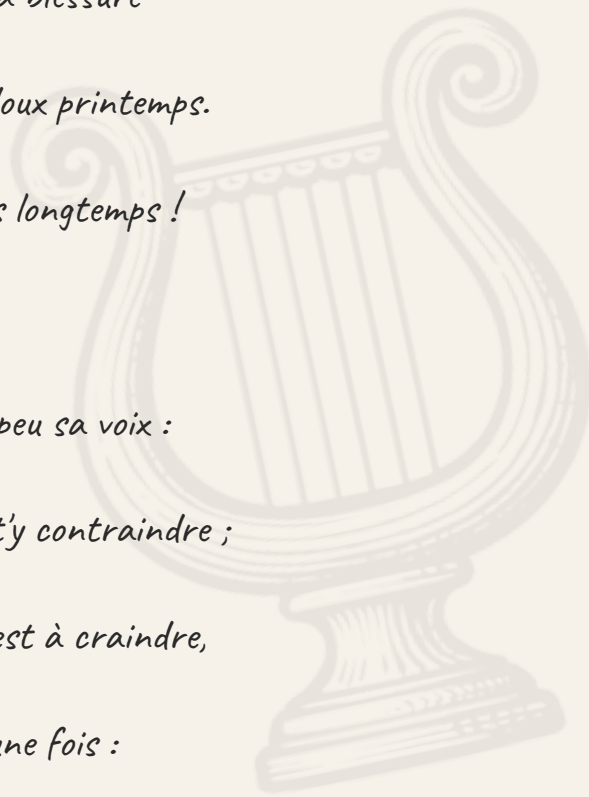 blessure
doux printemps.
longtemps !
peu sa voix :
t'y contraindre ;
est à craindre,
une fois :